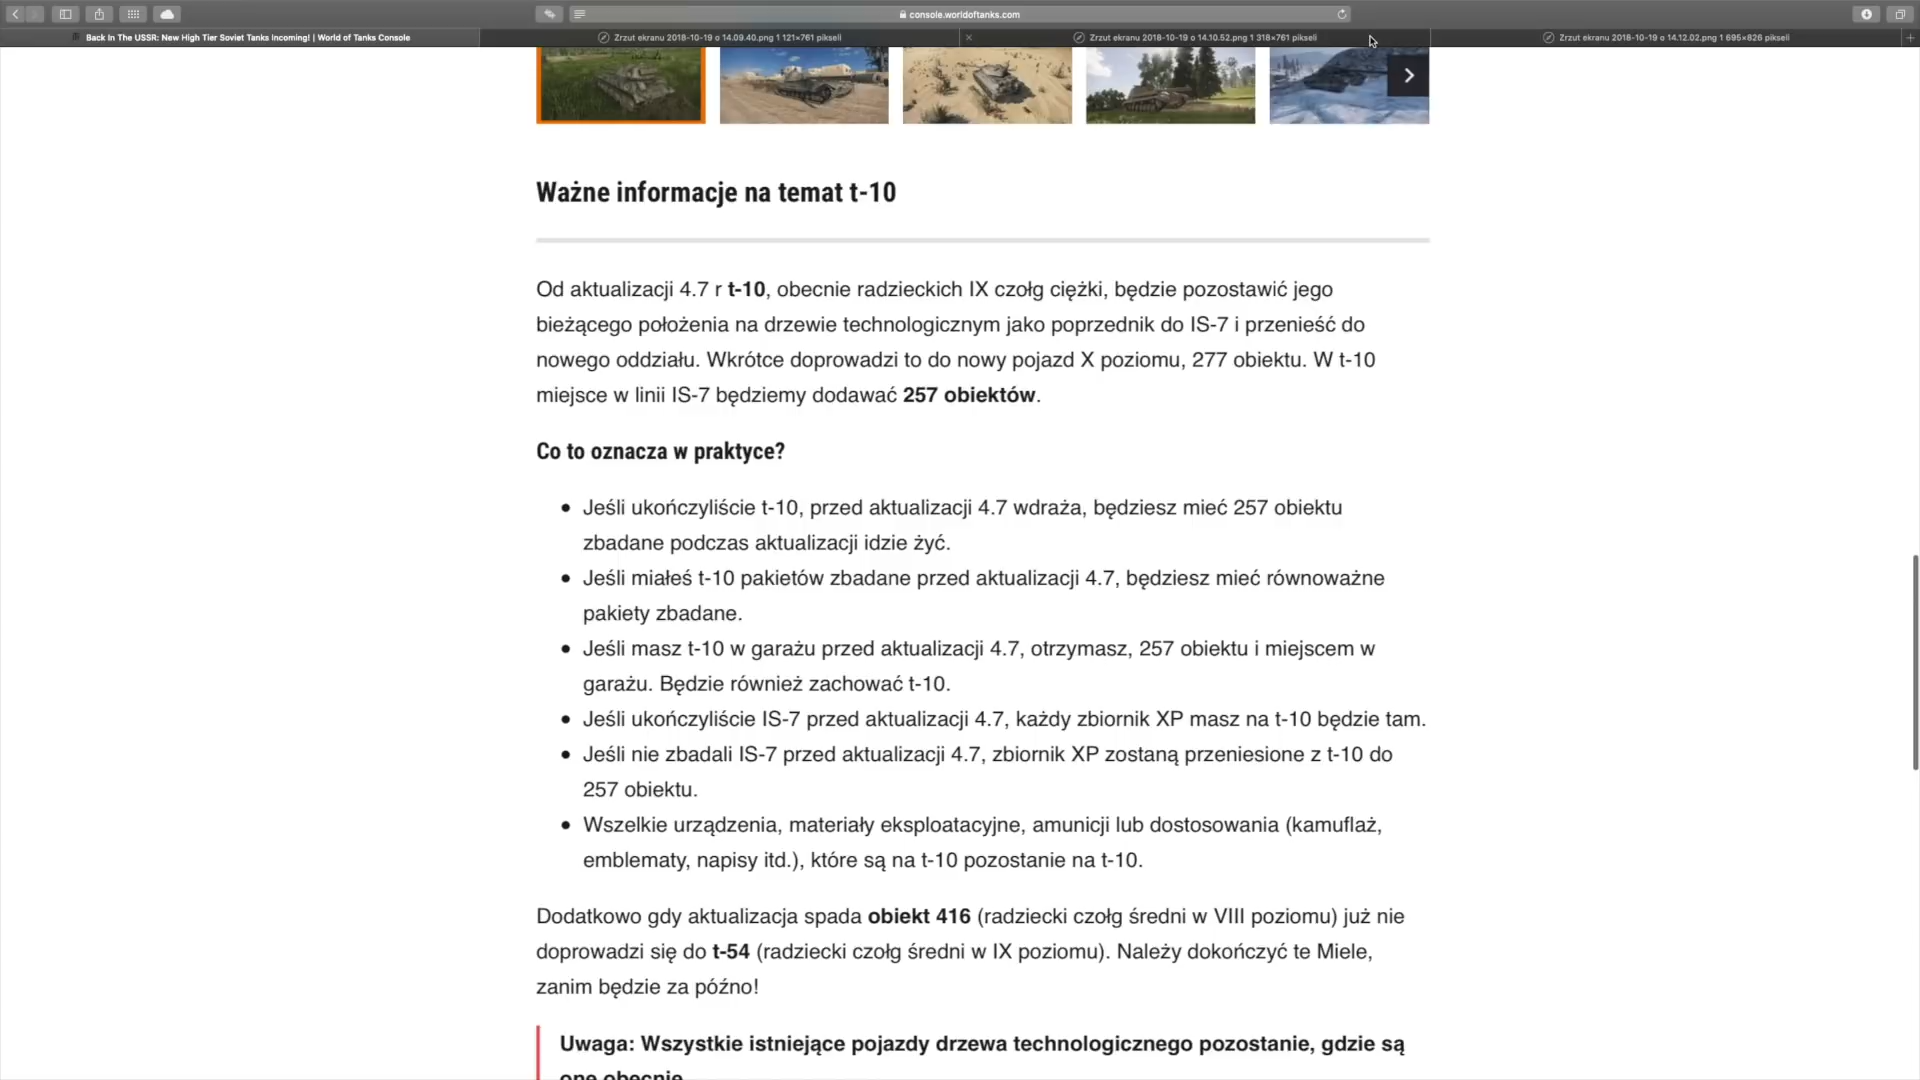 console.worldoftanks.com
Back In The USSR: New High Tier Soviet Tanks Incoming! | World of Tanks Console
Zrzut ekranu 2018-10-19 o 14.09.40.png 1 121×761 pikseli
Zrzut ekranu 2018-10-19 o 14.10.52.png 1 318×761 pikseli
Zrzut ekranu 2018-10-19 o 14.12.02.png 1 695×826 pikseli
Ważne informacje na temat t-10
Od aktualizacji 4.7 r t-10, obecnie radzieckich IX czołg ciężki, będzie pozostawić jego
bieżącego położenia na drzewie technologicznym jako poprzednik do IS-7 i przenieść do
nowego oddziału. Wkrótce doprowadzi to do nowy pojazd X poziomu, 277 obiektu. W t-10
miejsce w linii IS-7 będziemy dodawać 257 obiektów.
Co to oznacza w praktyce?
• Jeśli ukończyliście t-10, przed aktualizacji 4.7 wdraża, będziesz mieć 257 obiektu
zbadane podczas aktualizacji idzie żyć.
• Jeśli miałeś t-10 pakietów zbadane przed aktualizacji 4.7, będziesz mieć równoważne
pakiety zbadane.
• Jeśli masz t-10 w garażu przed aktualizacji 4.7, otrzymasz, 257 obiektu i miejscem w
garażu. Będzie również zachować t-10.
• Jeśli ukończyliście IS-7 przed aktualizacji 4.7, każdy zbiornik XP masz na t-10 będzie tam.
• Jeśli nie zbadali IS-7 przed aktualizacji 4.7, zbiornik XP zostaną przeniesione z t-10 do
257 obiektu.
• Wszelkie urządzenia, materiały eksploatacyjne, amunicji lub dostosowania (kamuflaż,
emblematy, napisy itd.), które są na t-10 pozostanie na t-10.
Dodatkowo gdy aktualizacja spada obiekt 416 (radziecki czołg średni w VIII poziomu) już nie
doprowadzi się do t-54 (radziecki czołg średni w IX poziomu). Należy dokończyć te Miele,
zanim będzie za późno!
Uwaga: Wszystkie istniejące pojazdy drzewa technologicznego pozostanie, gdzie są
one obecnie